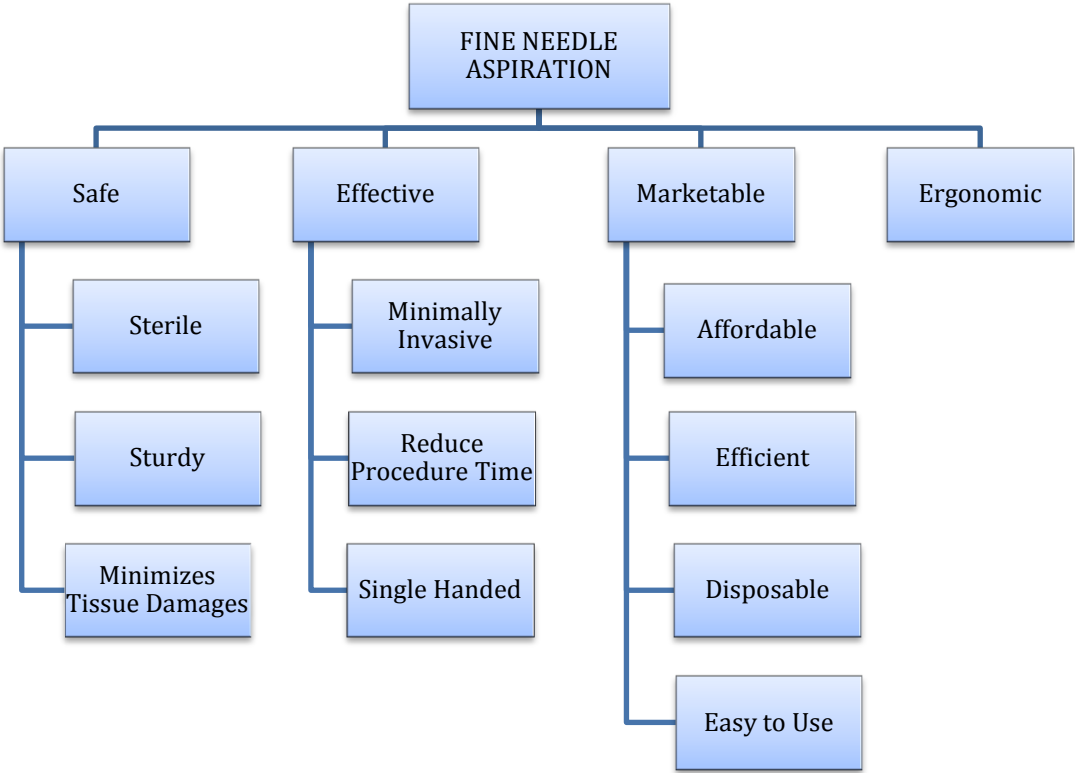 FINE NEEDLE
ASPIRATION
Safe
Effective
Marketable
Ergonomic
Sterile
Sturdy
Minimizes
Tissue Damages
Minimally
Invasive
Reduce
Procedure Time
Single Handed
Affordable
Efficient
Disposable
Easy to Use